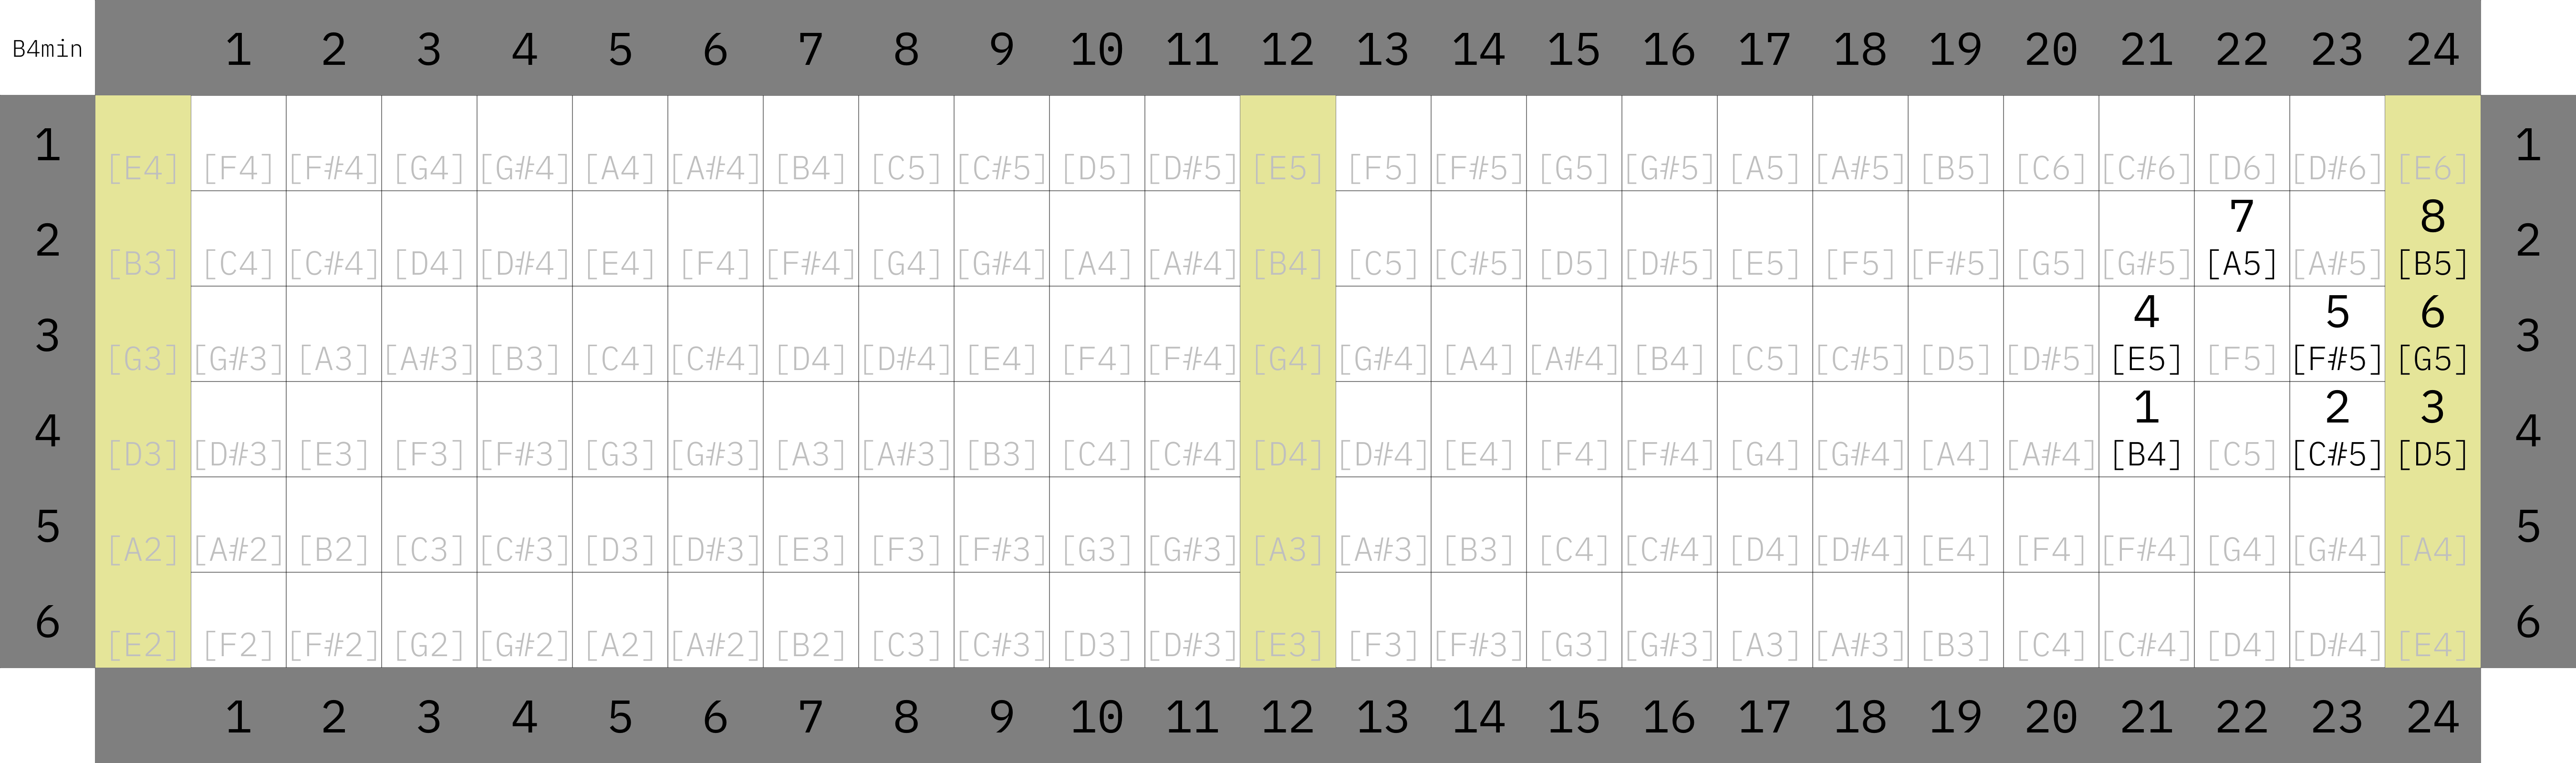 B4min 1 2 3 4 5 6 7 8 9 10 11 12 13 14 15 16 17 18 19 20 21 22 23 24
1 [E4] [F4] [F#4] [G4] [G#4] [A4] [A#4] [B4] [C5] [C#5] [D5] [D#5] [E5] [F5] [F#5] [G5] [G#5] [A5] [A#5] [B5] [C6] [C#6] [D6] [D#6] [E6] 1
7 8
2 [B3] [C4] [C#4] [D4] [D#4] [E4] [F4] [F#4] [G4] [G#4] [A4] [A#4] [B4] [C5] [C#5] [D5] [D#5] [E5] [F5] [F#5] [G5] [G#5] [A5] [A#5] [B5] 2
4 5 6
3 [G3] [G#3] [A3] [A#3] [B3] [C4] [C#4] [D4] [D#4] [E4] [F4] [F#4] [G4] [G#4] [A4] [A#4] [B4] [C5] [C#5] [D5] [D#5] [E5] [F5] [F#5] [G5] 3
1 2 3
4 [D3] [D#3] [E3] [F3] [F#3] [G3] [G#3] [A3] [A#3] [B3] [C4] [C#4] [D4] [D#4] [E4] [F4] [F#4] [G4] [G#4] [A4] [A#4] [B4] [C5] [C#5] [D5] 4
5 [A2] [A#2] [B2] [C3] [C#3] [D3] [D#3] [E3] [F3] [F#3] [G3] [G#3] [A3] [A#3] [B3] [C4] [C#4] [D4] [D#4] [E4] [F4] [F#4] [G4] [G#4] [A4] 5
6 [E2] [F2] [F#2] [G2] [G#2] [A2] [A#2] [B2] [C3] [C#3] [D3] [D#3] [E3] [F3] [F#3] [G3] [G#3] [A3] [A#3] [B3] [C4] [C#4] [D4] [D#4] [E4] 6
1 2 3 4 5 6 7 8 9 10 11 12 13 14 15 16 17 18 19 20 21 22 23 24